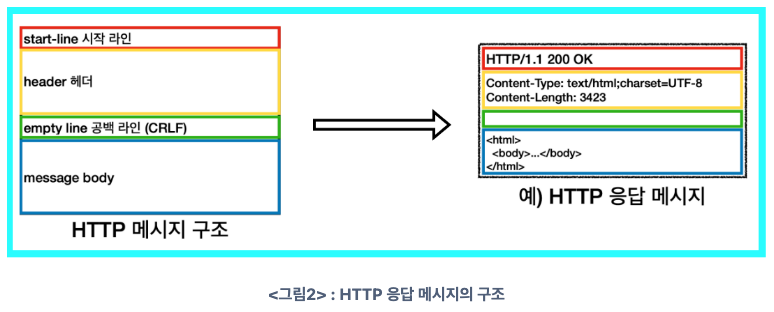 start-line 시작 라인
header 헤더
empty line 공백 라인 (CRLF)
message body
HTTP 메시지 구조
HTTP/1.1 200 OK
Content-Type: text/html;charset=UTF-8
Content-Length: 3423
<html>
<body>...</body>
</html>
예) HTTP 응답 메시지
<그림2> : HTTP 응답 메시지의 구조